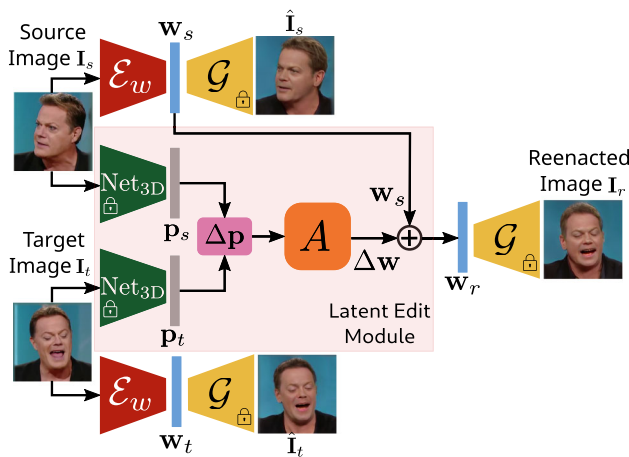 Source
Image I_s
w_s
Î_s
ℰ_w
𝒢
Net_3D
p_s
Δp
A
w_s
Δw
Reenacted
Image I_r
w_r
𝒢
Target
Image I_t
Net_3D
p_t
Latent Edit
Module
ℰ_w
𝒢
w_t
Î_t